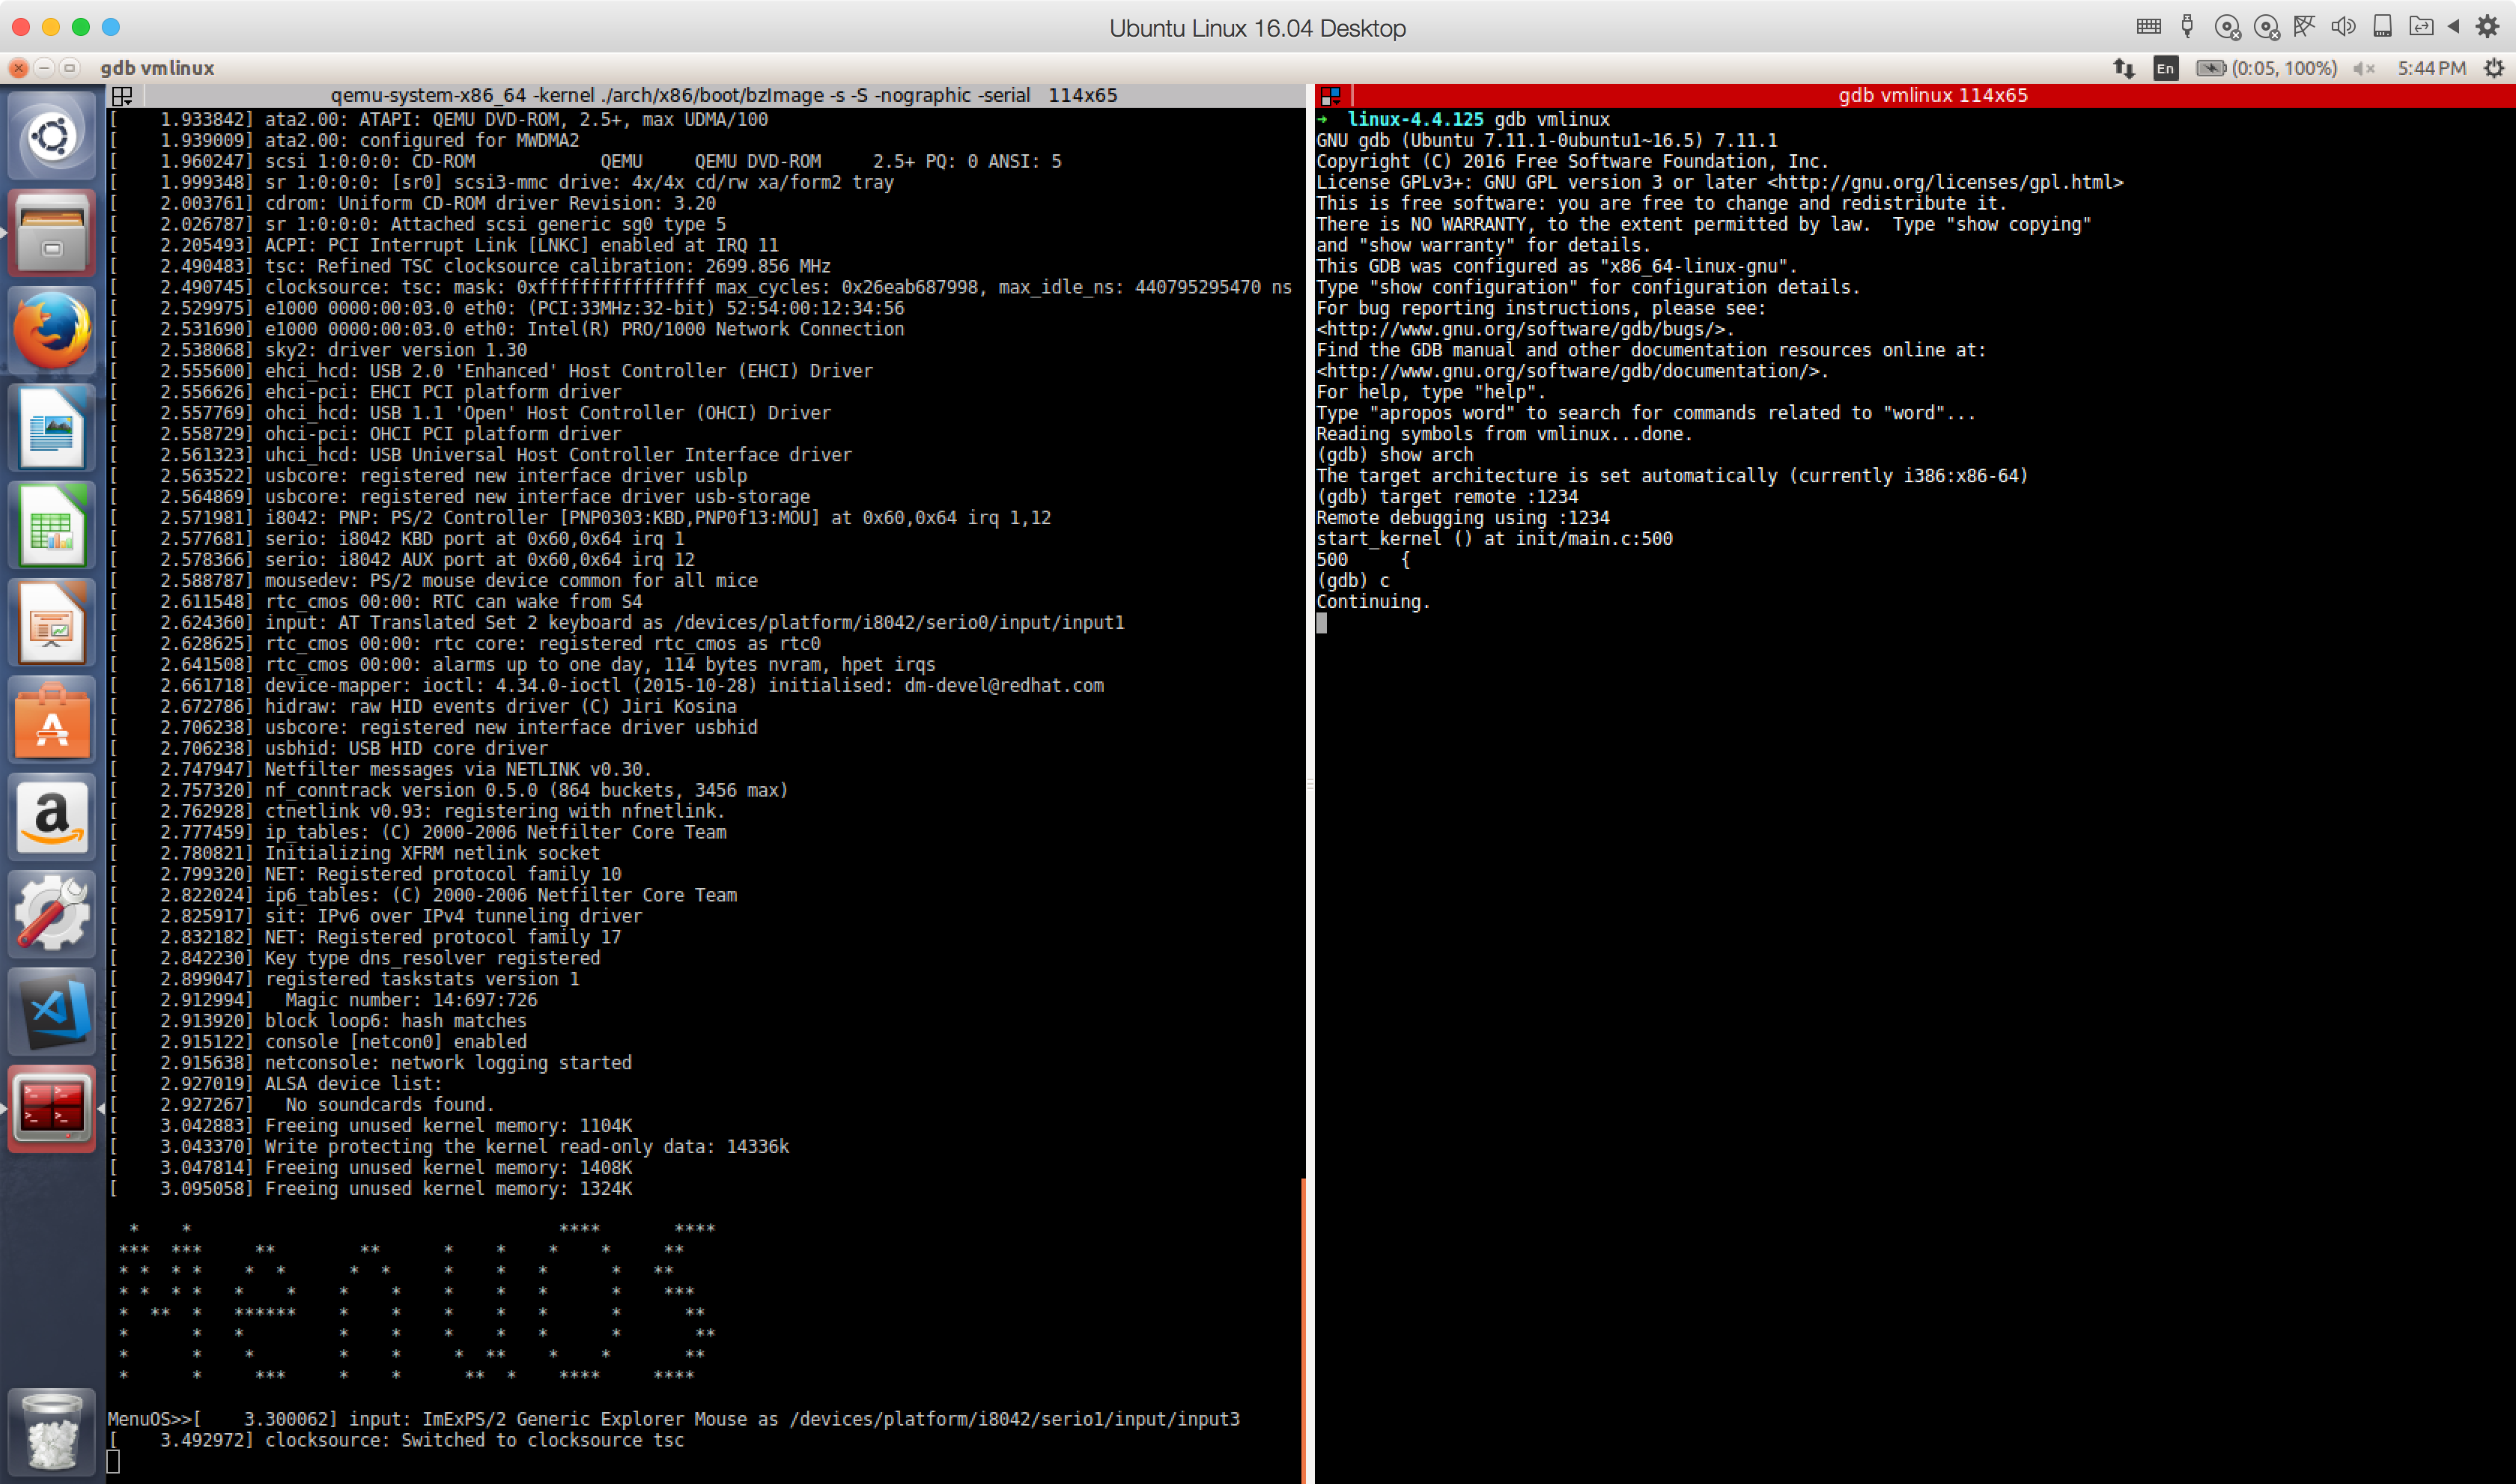 Ubuntu Linux 16.04 Desktop
gdb vmlinux
En
(0:05, 100%)
5:44 PM
qemu-system-x86_64 -kernel ./arch/x86/boot/bzImage -s -S -nographic -serial 114x65
[    1.933842] ata2.00: ATAPI: QEMU DVD-ROM, 2.5+, max UDMA/100
[    1.939009] ata2.00: configured for MWDMA2
[    1.960247] scsi 1:0:0:0: CD-ROM            QEMU     QEMU DVD-ROM     2.5+ PQ: 0 ANSI: 5
[    1.999348] sr 1:0:0:0: [sr0] scsi3-mmc drive: 4x/4x cd/rw xa/form2 tray
[    2.003761] cdrom: Uniform CD-ROM driver Revision: 3.20
[    2.026787] sr 1:0:0:0: Attached scsi generic sg0 type 5
[    2.205493] ACPI: PCI Interrupt Link [LNKC] enabled at IRQ 11
[    2.490483] tsc: Refined TSC clocksource calibration: 2699.856 MHz
[    2.490745] clocksource: tsc: mask: 0xffffffffffffffff max_cycles: 0x26eab687998, max_idle_ns: 440795295470 ns
[    2.529975] e1000 0000:00:03.0 eth0: (PCI:33MHz:32-bit) 52:54:00:12:34:56
[    2.531690] e1000 0000:00:03.0 eth0: Intel(R) PRO/1000 Network Connection
[    2.538068] sky2: driver version 1.30
[    2.555600] ehci_hcd: USB 2.0 'Enhanced' Host Controller (EHCI) Driver
[    2.556626] ehci-pci: EHCI PCI platform driver
[    2.557769] ohci_hcd: USB 1.1 'Open' Host Controller (OHCI) Driver
[    2.558729] ohci-pci: OHCI PCI platform driver
[    2.561323] uhci_hcd: USB Universal Host Controller Interface driver
[    2.563522] usbcore: registered new interface driver usblp
[    2.564869] usbcore: registered new interface driver usb-storage
[    2.571981] i8042: PNP: PS/2 Controller [PNP0303:KBD,PNP0f13:MOU] at 0x60,0x64 irq 1,12
[    2.577681] serio: i8042 KBD port at 0x60,0x64 irq 1
[    2.578366] serio: i8042 AUX port at 0x60,0x64 irq 12
[    2.588787] mousedev: PS/2 mouse device common for all mice
[    2.611548] rtc_cmos 00:00: RTC can wake from S4
[    2.624360] input: AT Translated Set 2 keyboard as /devices/platform/i8042/serio0/input/input1
[    2.628625] rtc_cmos 00:00: rtc core: registered rtc_cmos as rtc0
[    2.641508] rtc_cmos 00:00: alarms up to one day, 114 bytes nvram, hpet irqs
[    2.661718] device-mapper: ioctl: 4.34.0-ioctl (2015-10-28) initialised: dm-devel@redhat.com
[    2.672786] hidraw: raw HID events driver (C) Jiri Kosina
[    2.706238] usbcore: registered new interface driver usbhid
[    2.706238] usbhid: USB HID core driver
[    2.747947] Netfilter messages via NETLINK v0.30.
[    2.757320] nf_conntrack version 0.5.0 (864 buckets, 3456 max)
[    2.762928] ctnetlink v0.93: registering with nfnetlink.
[    2.777459] ip_tables: (C) 2000-2006 Netfilter Core Team
[    2.780821] Initializing XFRM netlink socket
[    2.799320] NET: Registered protocol family 10
[    2.822024] ip6_tables: (C) 2000-2006 Netfilter Core Team
[    2.825917] sit: IPv6 over IPv4 tunneling driver
[    2.832182] NET: Registered protocol family 17
[    2.842230] Key type dns_resolver registered
[    2.899047] registered taskstats version 1
[    2.912994]   Magic number: 14:697:726
[    2.913920] block loop6: hash matches
[    2.915122] console [netcon0] enabled
[    2.915638] netconsole: network logging started
[    2.927019] ALSA device list:
[    2.927267]   No soundcards found.
[    3.042883] Freeing unused kernel memory: 1104K
[    3.043370] Write protecting the kernel read-only data: 14336k
[    3.047814] Freeing unused kernel memory: 1408K
[    3.095058] Freeing unused kernel memory: 1324K
MenuOS
MenuOS>>[    3.300062] input: ImExPS/2 Generic Explorer Mouse as /devices/platform/i8042/serio1/input/input3
[    3.492972] clocksource: Switched to clocksource tsc
gdb vmlinux 114x65
➜  linux-4.4.125 gdb vmlinux
GNU gdb (Ubuntu 7.11.1-0ubuntu1~16.5) 7.11.1
Copyright (C) 2016 Free Software Foundation, Inc.
License GPLv3+: GNU GPL version 3 or later <http://gnu.org/licenses/gpl.html>
This is free software: you are free to change and redistribute it.
There is NO WARRANTY, to the extent permitted by law.  Type "show copying"
and "show warranty" for details.
This GDB was configured as "x86_64-linux-gnu".
Type "show configuration" for configuration details.
For bug reporting instructions, please see:
<http://www.gnu.org/software/gdb/bugs/>.
Find the GDB manual and other documentation resources online at:
<http://www.gnu.org/software/gdb/documentation/>.
For help, type "help".
Type "apropos word" to search for commands related to "word"...
Reading symbols from vmlinux...done.
(gdb) show arch
The target architecture is set automatically (currently i386:x86-64)
(gdb) target remote :1234
Remote debugging using :1234
start_kernel () at init/main.c:500
500     {
(gdb) c
Continuing.